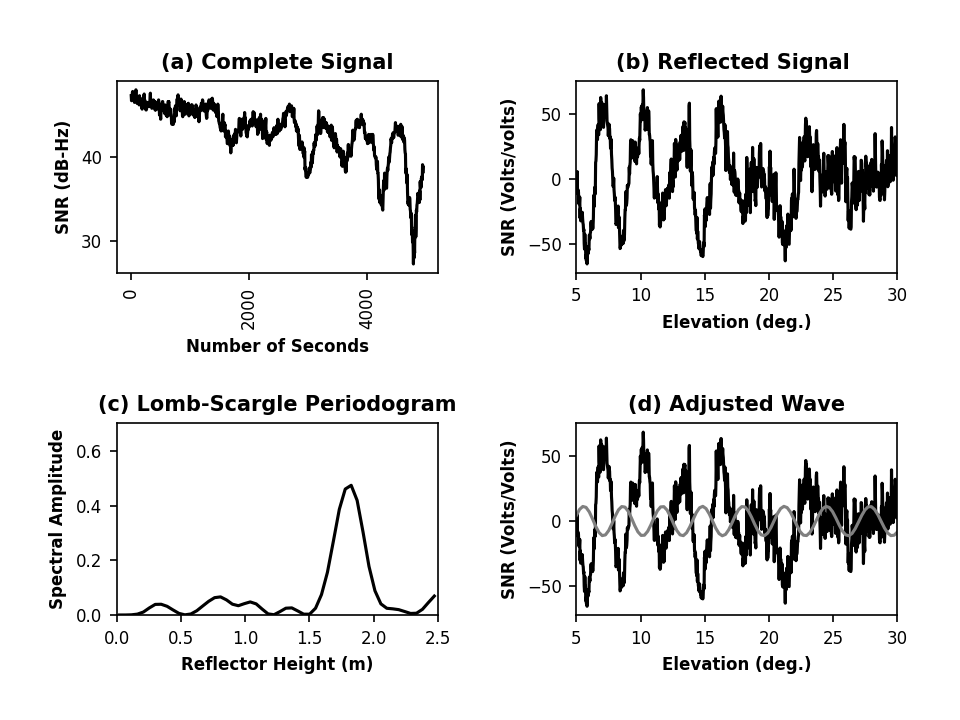 (a) Complete Signal
SNR (dB-Hz)
40
30
0
2000
4000
Number of Seconds
(b) Reflected Signal
SNR (Volts/volts)
50
0
−50
5
10
15
20
25
30
Elevation (deg.)
(c) Lomb-Scargle Periodogram
Spectral Amplitude
0.6
0.4
0.2
0.0
0.0
0.5
1.0
1.5
2.0
2.5
Reflector Height (m)
(d) Adjusted Wave
SNR (Volts/Volts)
50
0
−50
5
10
15
20
25
30
Elevation (deg.)